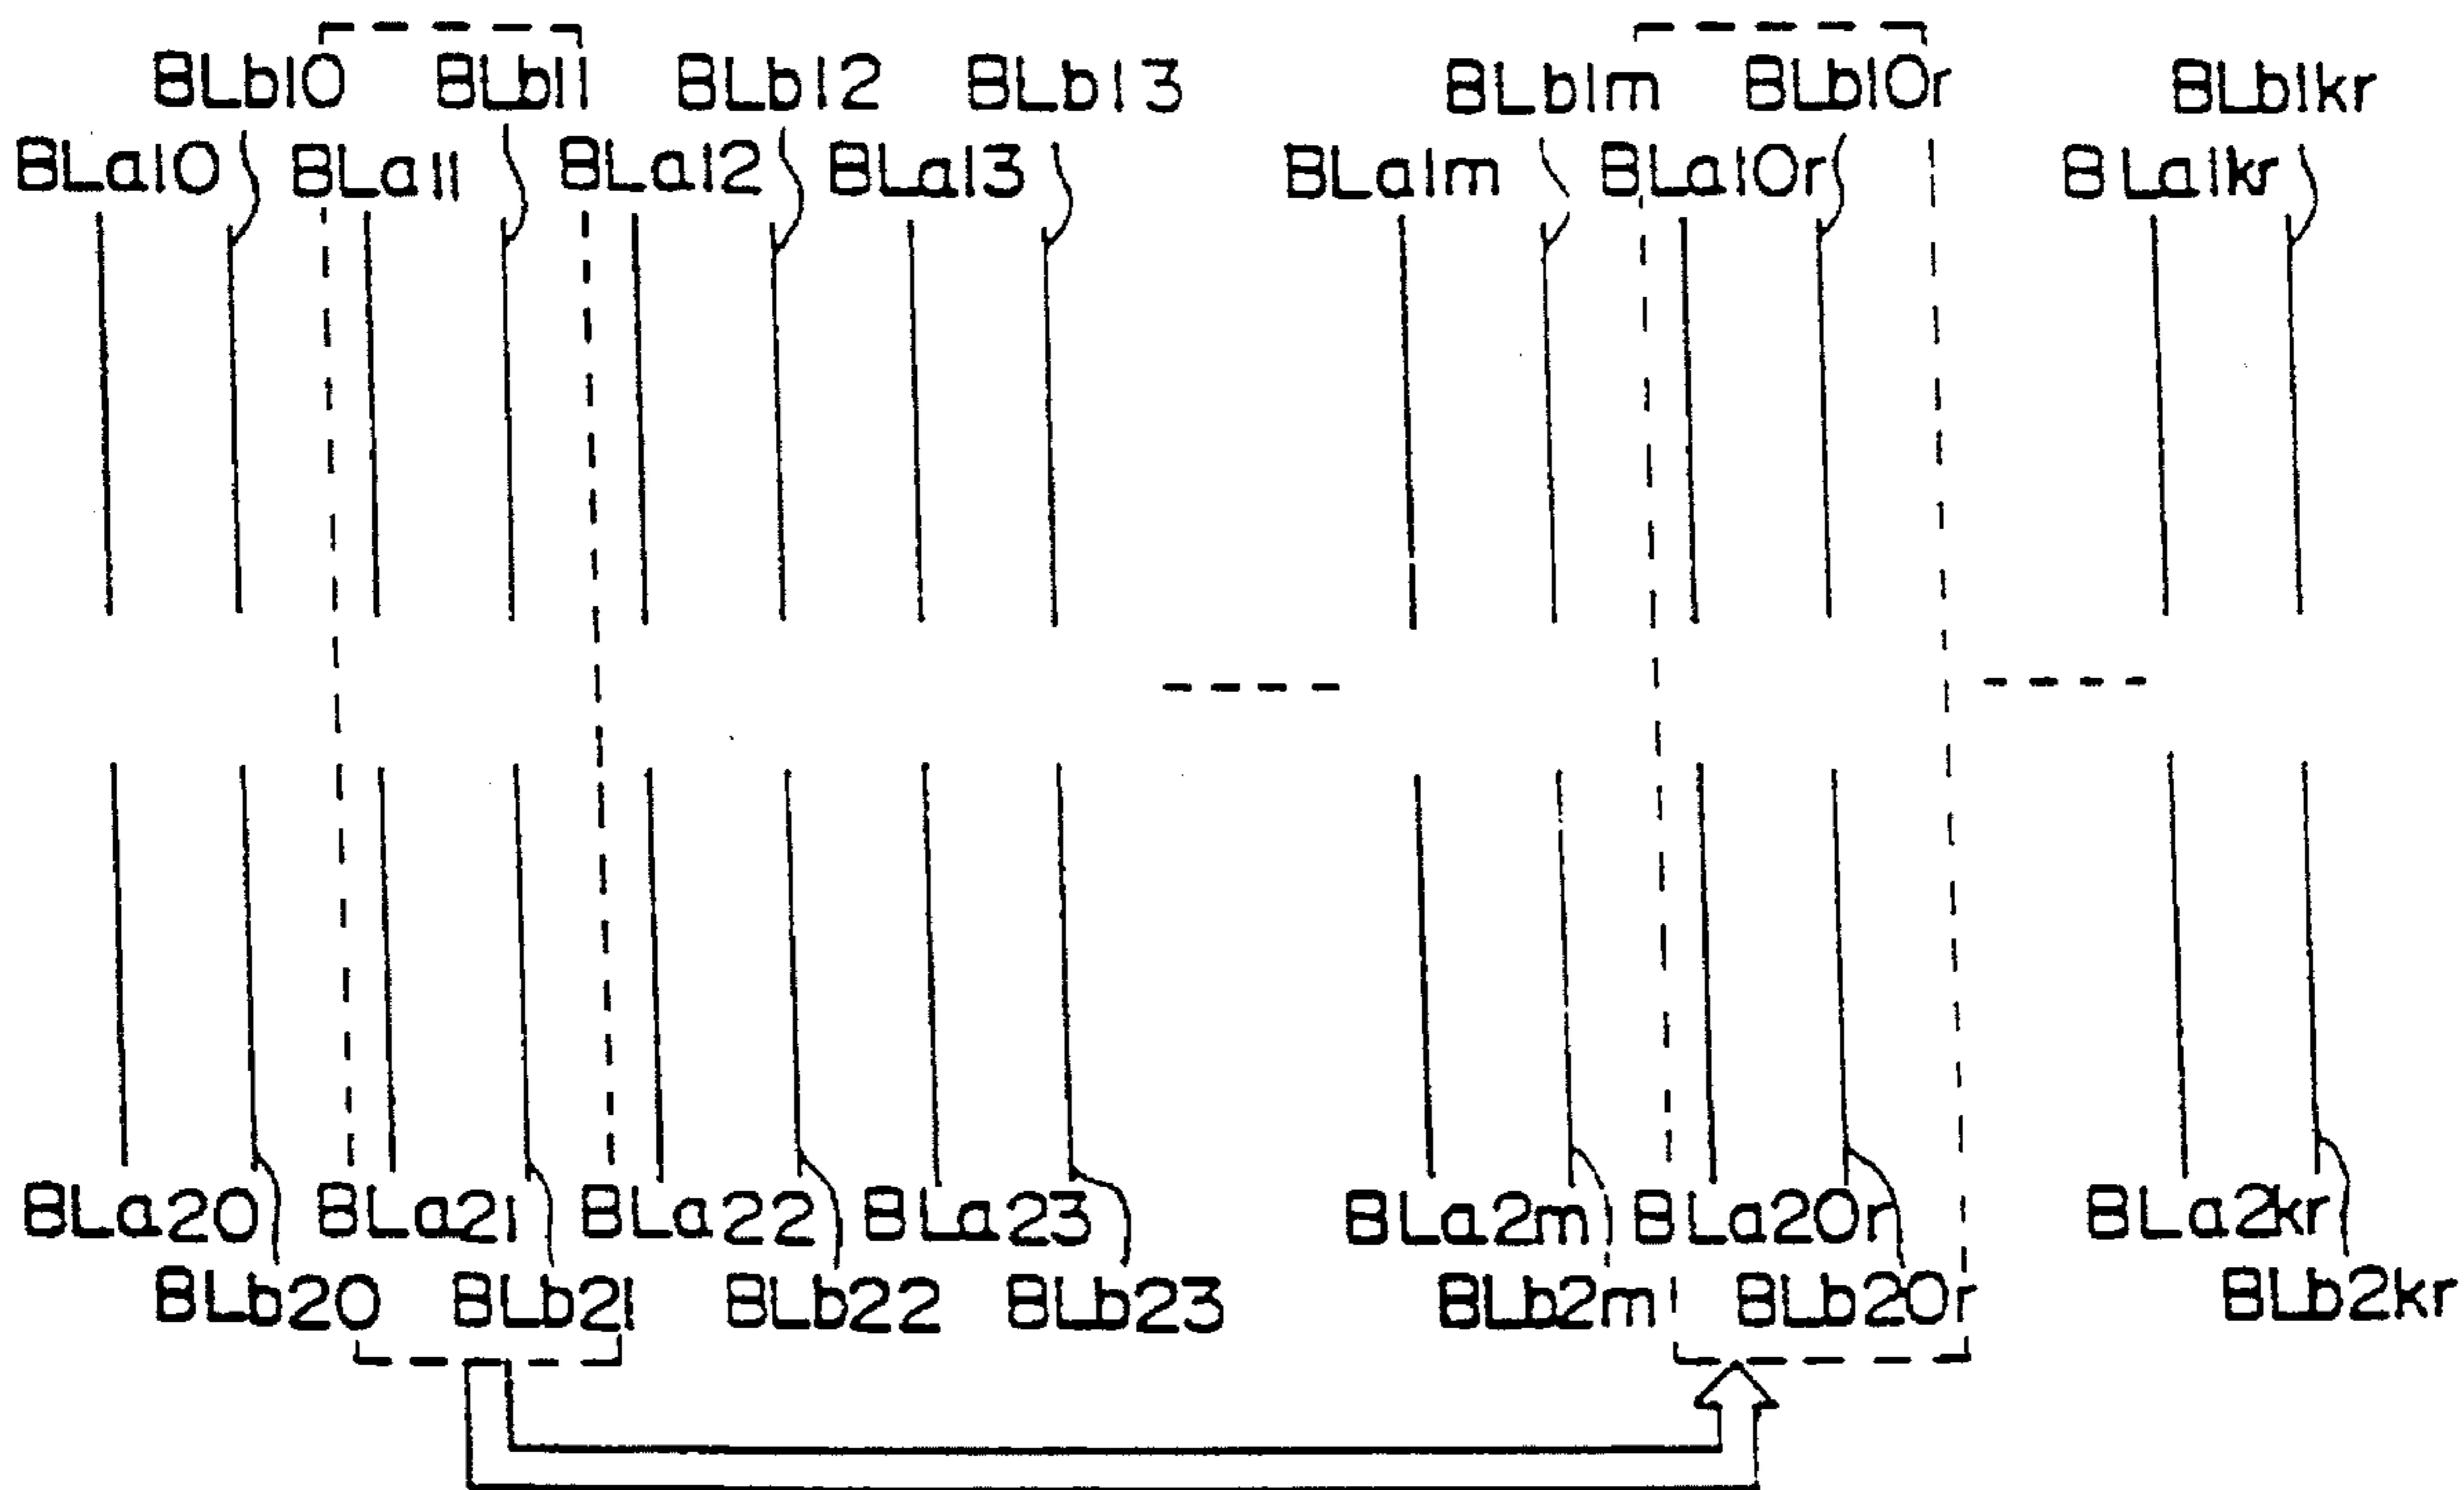 BLb10 BLb11 BLb12 BLb13 BLb1m BLb10r BLb1kr
BLa10 BLa11 BLa12 BLa13 BLa1m BLa10r BLa1kr
BLa20 BLa21 BLa22 BLa23 BLa2m BLa20r BLa2kr
BLb20 BLb21 BLb22 BLb23 BLb2m BLb20r BLb2kr